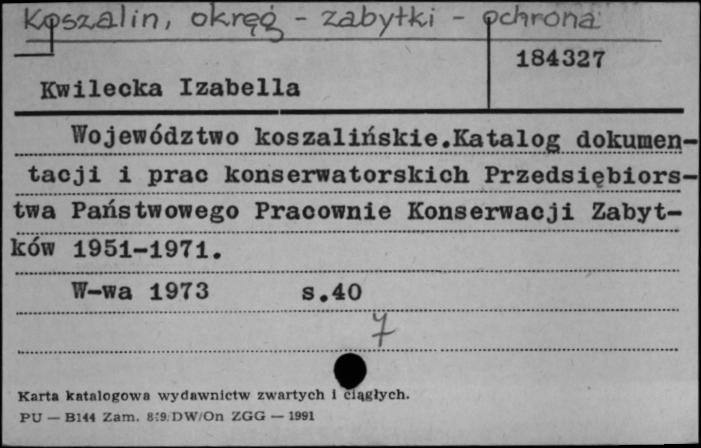 Koszalin, okręg - zabytki - ochrona
184327
Kwilecka Izabella
Województwo koszalińskie.Katalog dokumen-
tacji i prac konserwatorskich Przedsiębiors-
twa Państwowego Pracownie Konserwacji Zabyt-
ków 1951-1971.
W-wa 1973 s.40
7
Karta katalogowa wydawnictw zwartych i ciągłych.
PU — B144 Zam. 819/DW/On ZGG — 1991